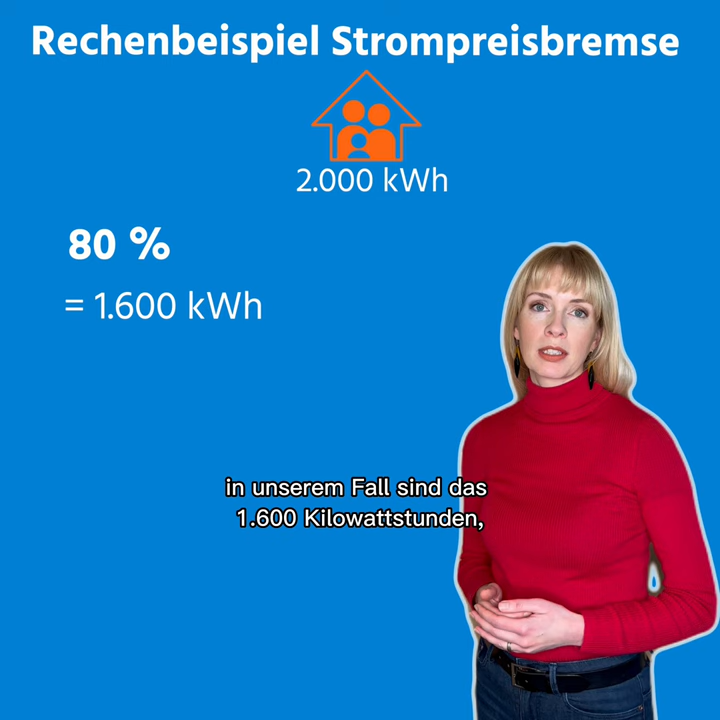 Rechenbeispiel Strompreisbremse
2.000 kWh
80 %
= 1.600 kWh
in unserem Fall sind das
1.600 Kilowattstunden,